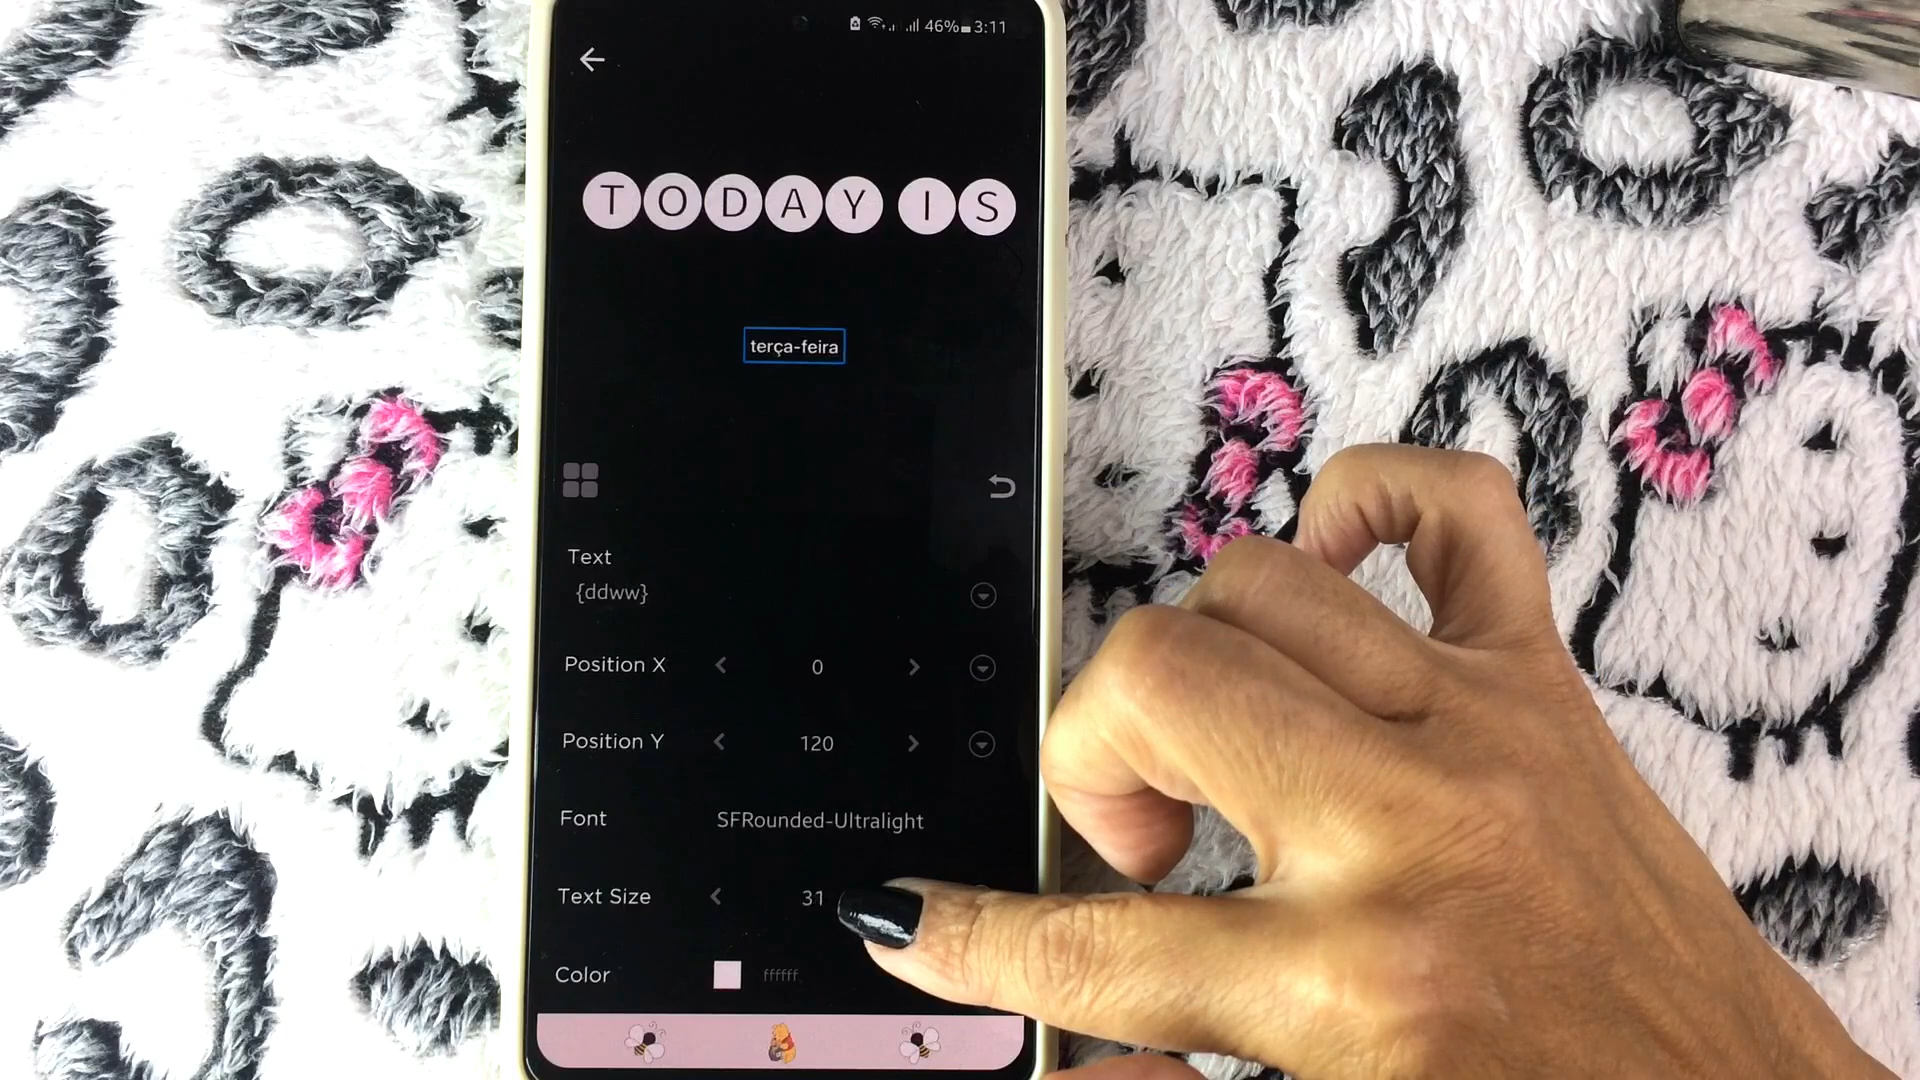 46% 3:11
TODAY IS
terça-feira
Text
{ddww}
Position X 0
Position Y 120
Font SFRounded-Ultralight
Text Size 31
Color ffffff